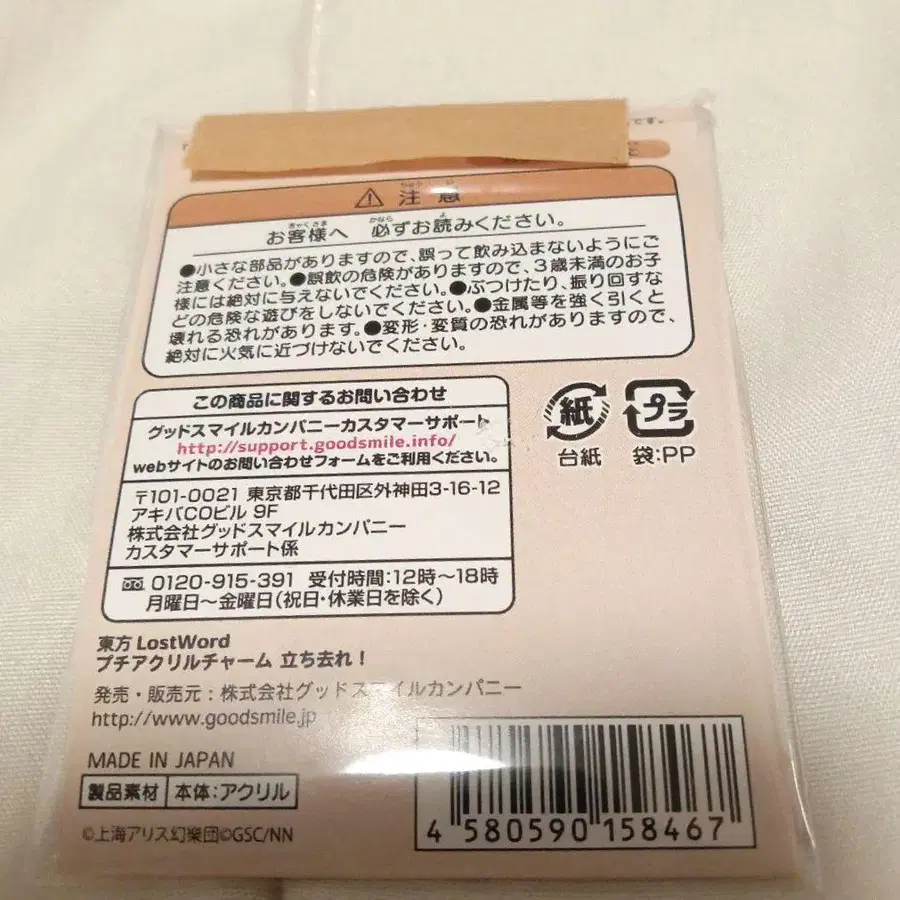 です。
⚠ 注意
お客様へ 必ずお読みください。
●小さな部品がありますので、誤って飲み込まないようにご
注意ください。●誤飲の危険がありますので、3歳未満のお子
様には絶対に与えないでください。●ぶつけたり、振り回すな
どの危険な遊びをしないでください。●金属等を強く引くと
壊れる恐れがあります。●変形・変質の恐れがありますので、
絶対に火気に近づけないでください。
この商品に関するお問い合わせ
グッドスマイルカンパニーカスタマーサポート
http://support.goodsmile.info/
webサイトのお問い合わせフォームをご利用ください。
〒101-0021 東京都千代田区外神田3-16-12
アキバCOビル 9F
株式会社グッドスマイルカンパニー
カスタマーサポート係
0120-915-391 受付時間:12時〜18時
月曜日〜金曜日(祝日・休業日を除く)
紙 プラ
台紙 袋:PP
東方LostWord
プチアクリルチャーム 立ち去れ!
発売・販売元:株式会社グッドスマイルカンパニー
http://www.goodsmile.jp
MADE IN JAPAN
製品素材 本体:アクリル
©上海アリス幻樂団©GSC/NN
4 580590 158467